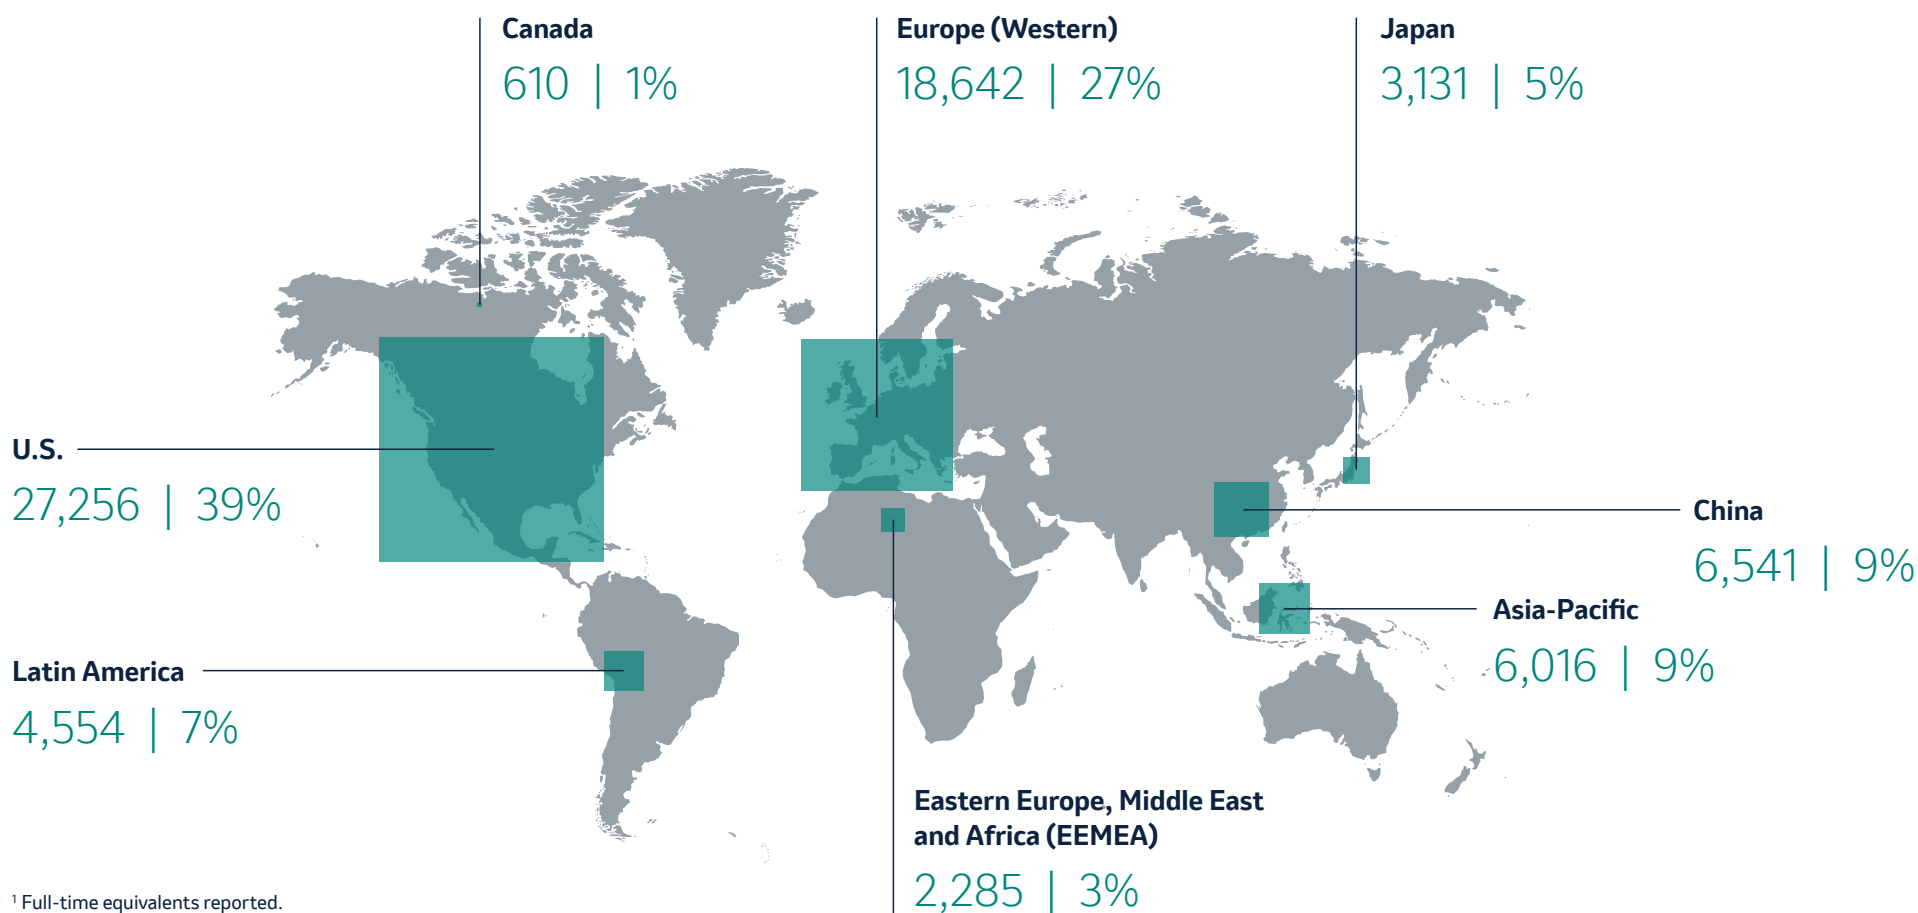 Canada
610 | 1%
Europe (Western)
18,642 | 27%
Japan
3,131 | 5%
U.S.
27,256 | 39%
China
6,541 | 9%
Asia-Pacific
6,016 | 9%
Latin America
4,554 | 7%
Eastern Europe, Middle East
and Africa (EEMEA)
2,285 | 3%
¹ Full-time equivalents reported.